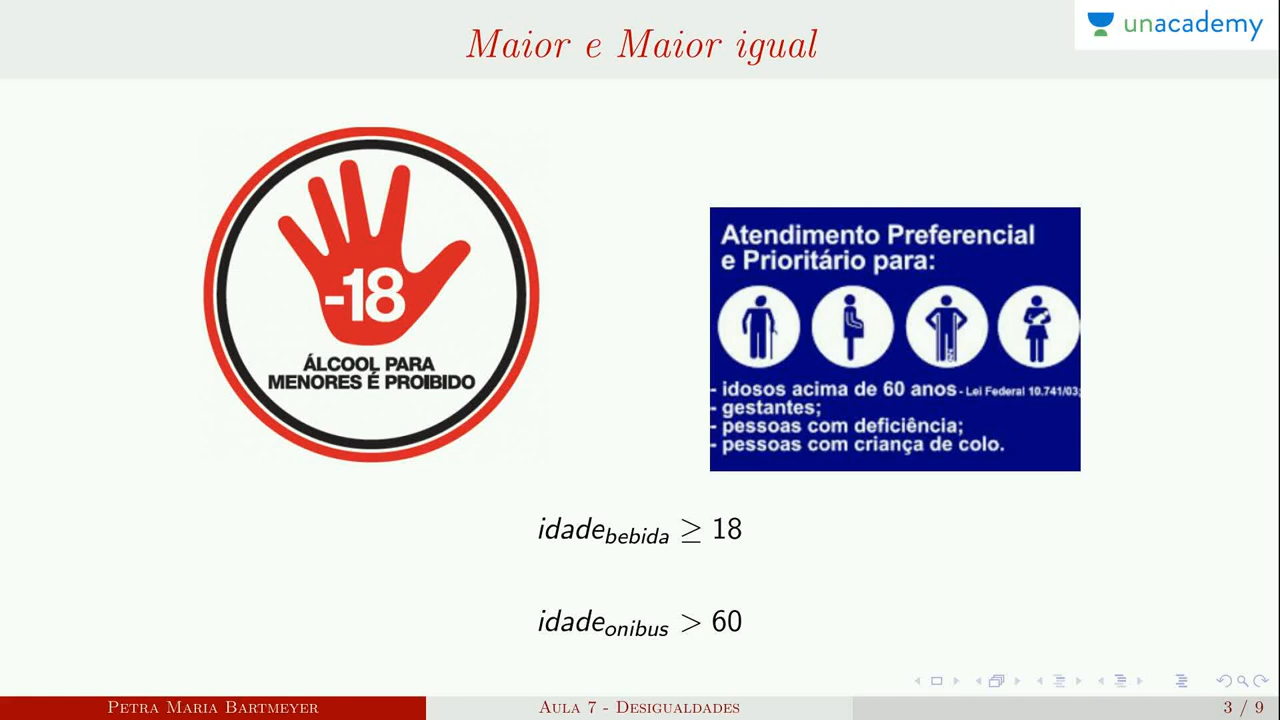 Maior e Maior igual
unacademy
-18
ÁLCOOL PARA
MENORES É PROIBIDO
Atendimento Preferencial
e Prioritário para:
- idosos acima de 60 anos - Lei Federal 10.741/03;
- gestantes;
- pessoas com deficiência;
- pessoas com criança de colo.
idade_bebida ≥ 18
idade_onibus > 60
PETRA MARIA BARTMEYER
AULA 7 - DESIGUALDADES
3 / 9